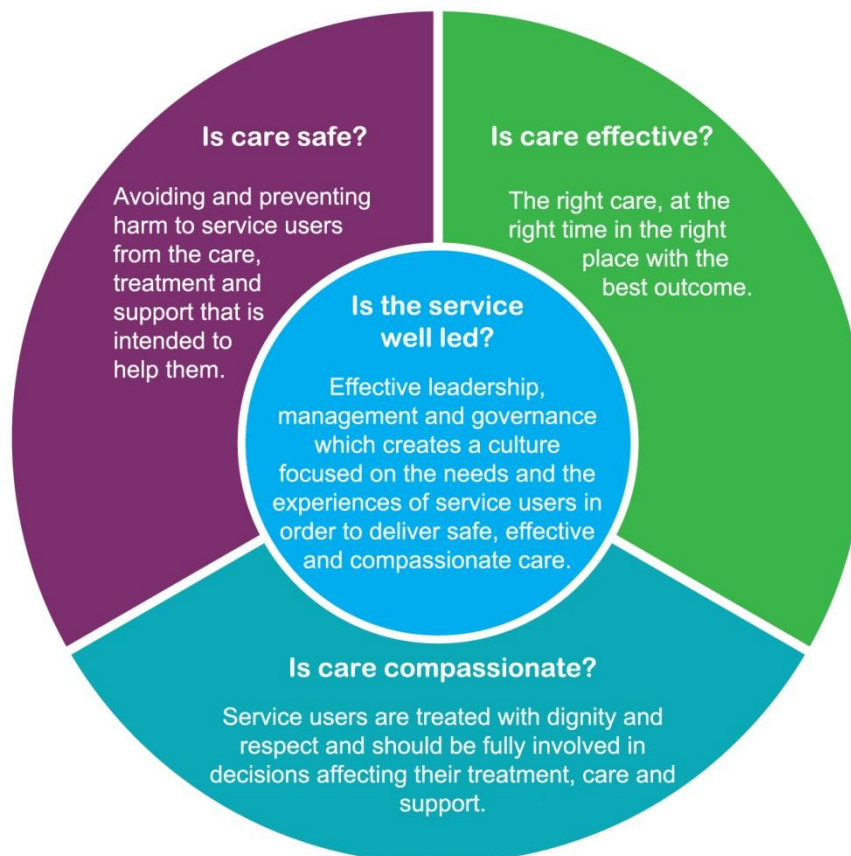 Is care safe?
Avoiding and preventing
harm to service users
from the care,
treatment and
support that is
intended to
help them.
Is care effective?
The right care, at the
right time in the right
place with the
best outcome.
Is the service
well led?
Effective leadership,
management and governance
which creates a culture
focused on the needs and the
experiences of service users in
order to deliver safe, effective
and compassionate care.
Is care compassionate?
Service users are treated with dignity and
respect and should be fully involved in
decisions affecting their treatment, care and
support.